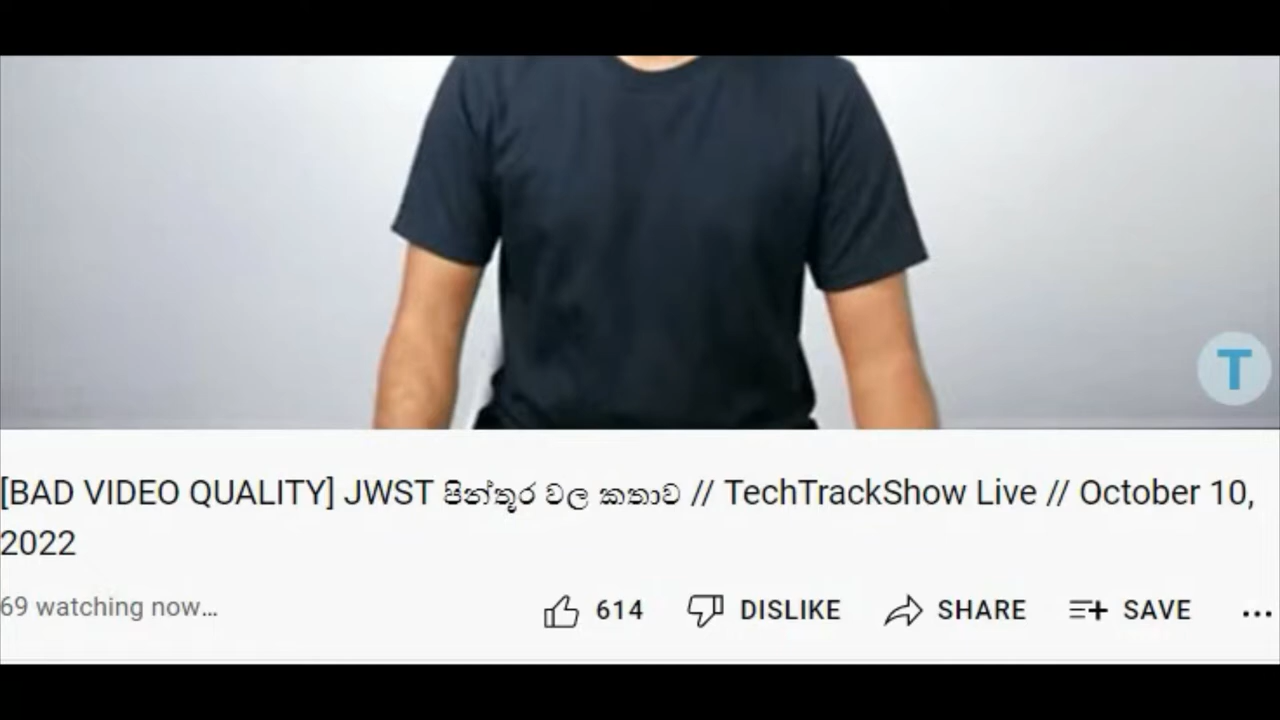 T
[BAD VIDEO QUALITY] JWST පින්තූර වල කතාව // TechTrackShow Live // October 10,
2022
69 watching now... 614 DISLIKE SHARE SAVE ...